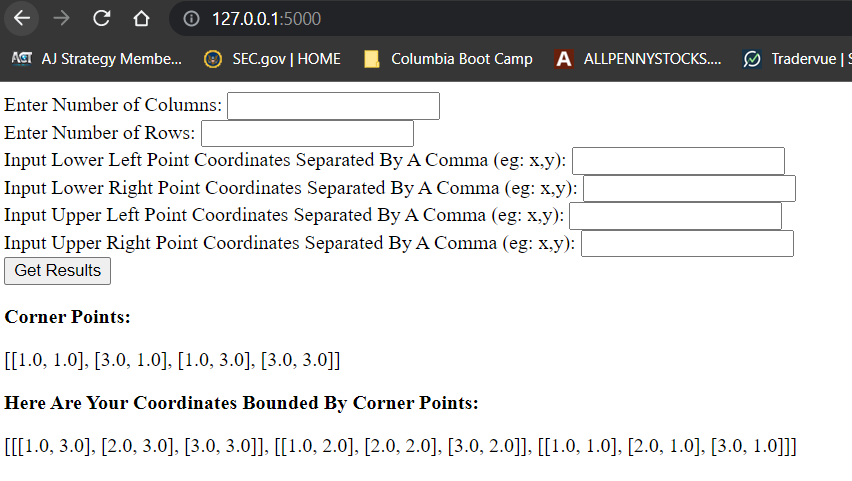 127.0.0.1:5000
AGT AJ Strategy Membe... SEC.gov | HOME Columbia Boot Camp A ALLPENNYSTOCKS.... Tradervue | S
Enter Number of Columns:
Enter Number of Rows:
Input Lower Left Point Coordinates Separated By A Comma (eg: x,y):
Input Lower Right Point Coordinates Separated By A Comma (eg: x,y):
Input Upper Left Point Coordinates Separated By A Comma (eg: x,y):
Input Upper Right Point Coordinates Separated By A Comma (eg: x,y):
Get Results
Corner Points:
[[1.0, 1.0], [3.0, 1.0], [1.0, 3.0], [3.0, 3.0]]
Here Are Your Coordinates Bounded By Corner Points:
[[[1.0, 3.0], [2.0, 3.0], [3.0, 3.0]], [[1.0, 2.0], [2.0, 2.0], [3.0, 2.0]], [[1.0, 1.0], [2.0, 1.0], [3.0, 1.0]]]